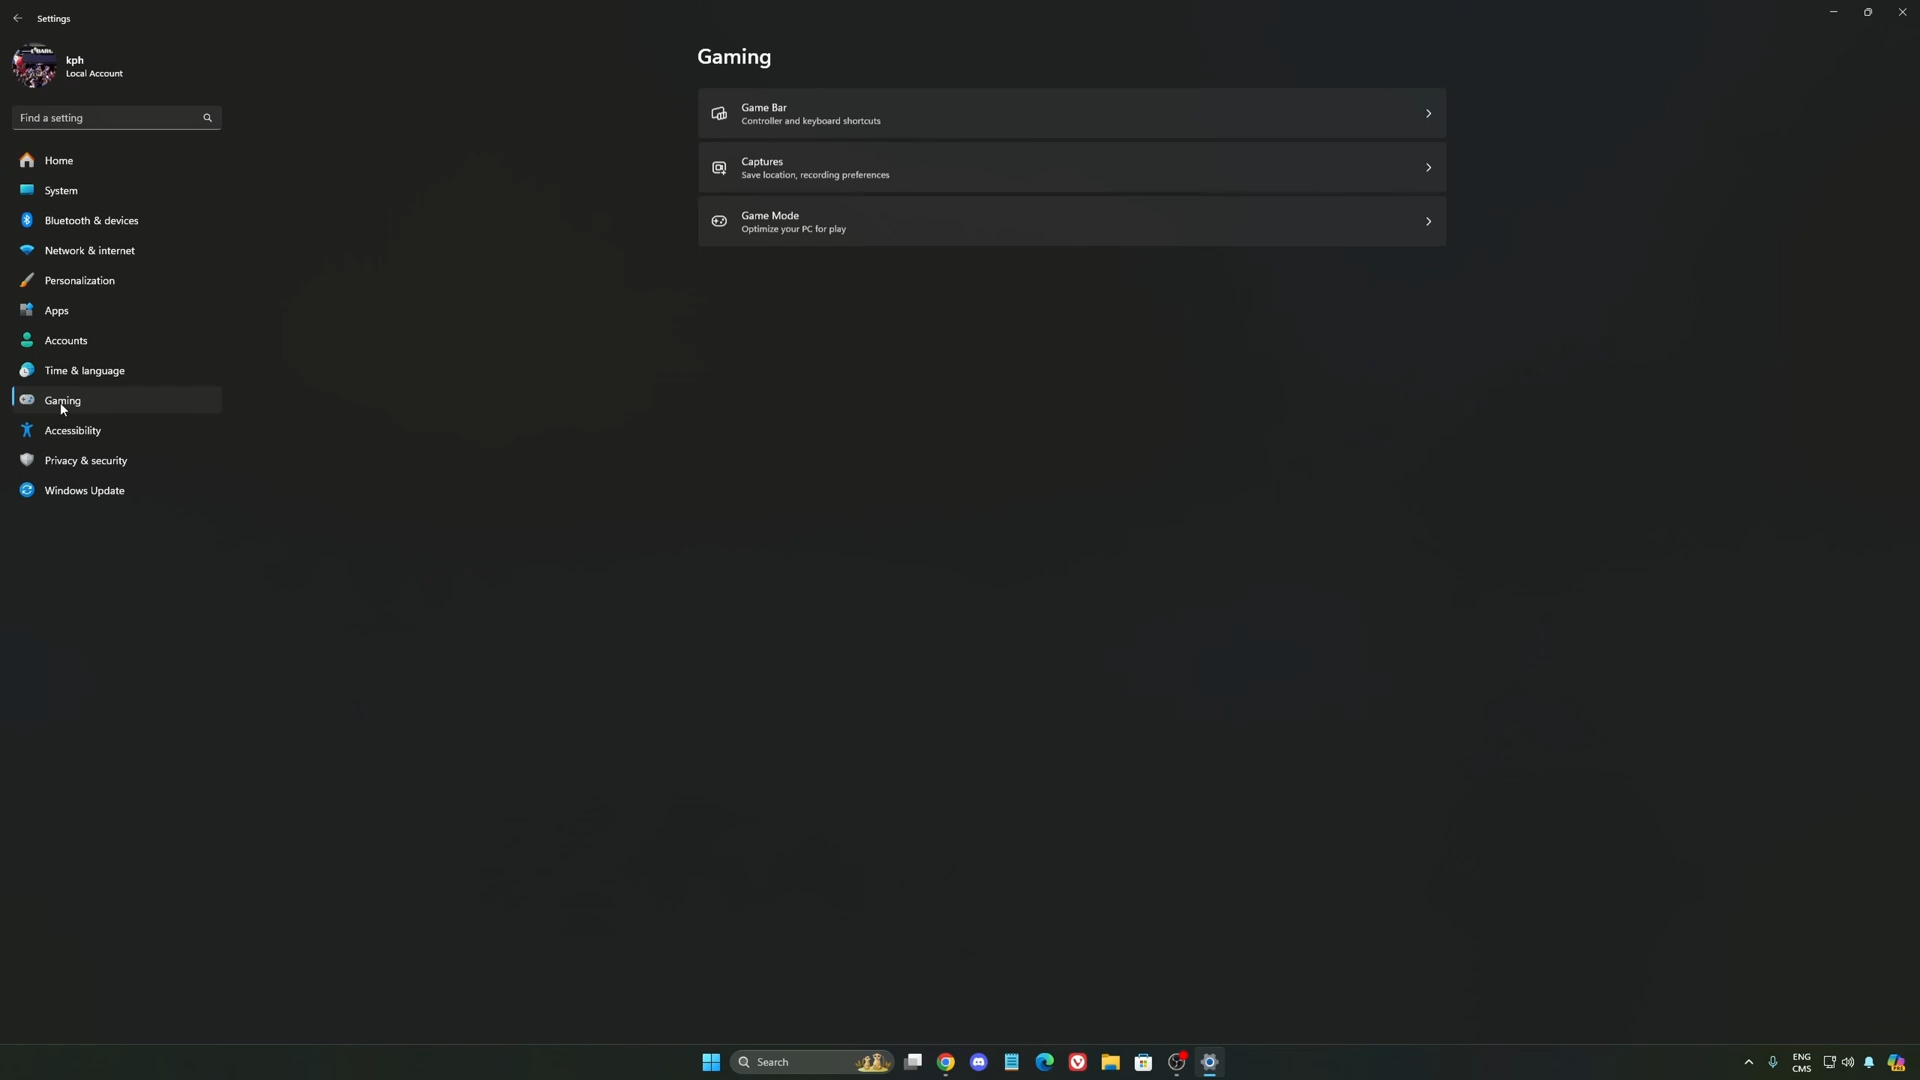 Settings
kph
Local Account
Find a setting
Home
System
Bluetooth & devices
Network & internet
Personalization
Apps
Accounts
Time & language
Gaming
Accessibility
Privacy & security
Windows Update
Gaming
Game Bar
Controller and keyboard shortcuts
Captures
Save location, recording preferences
Game Mode
Optimize your PC for play
Search
ENG
CMS